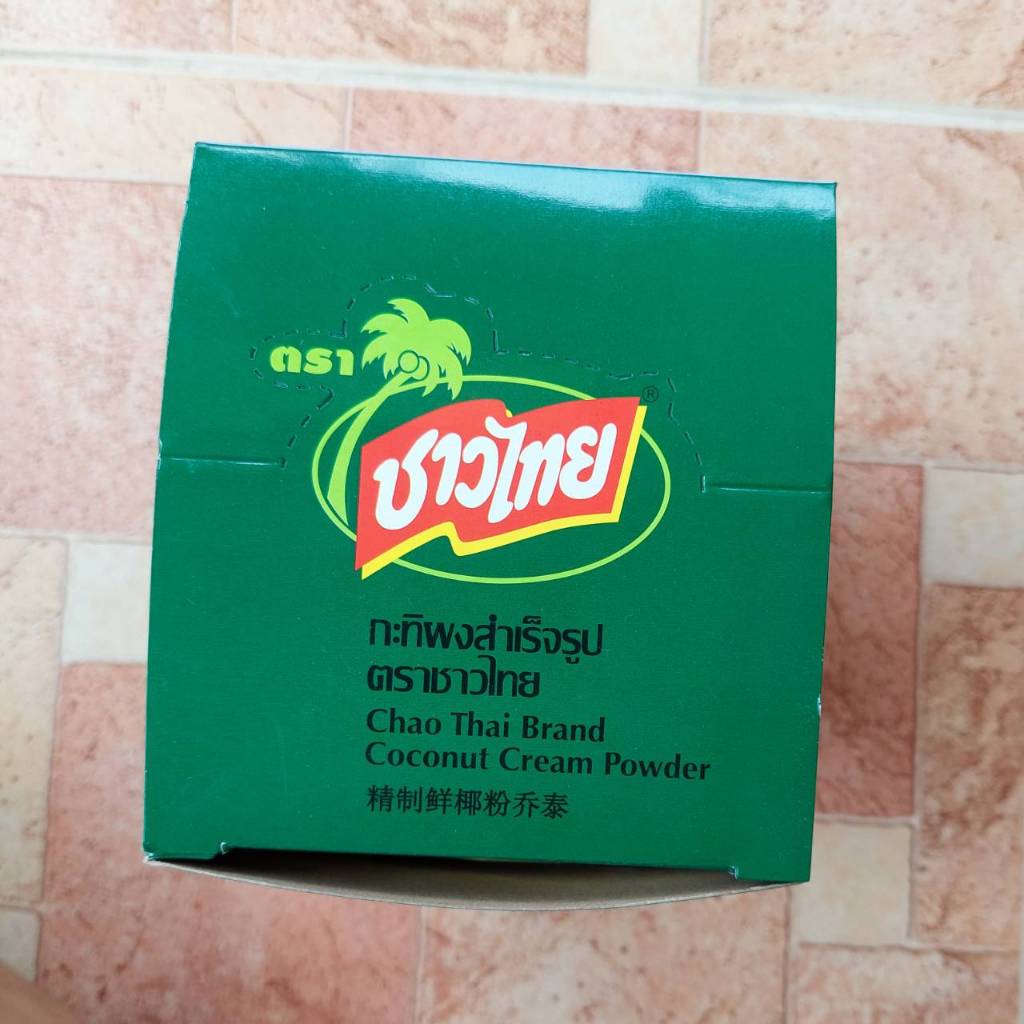 ตรา
ชาวไทย
®
กะทิผงสำเร็จรูป
ตราชาวไทย
Chao Thai Brand
Coconut Cream Powder
精制鲜椰粉乔泰